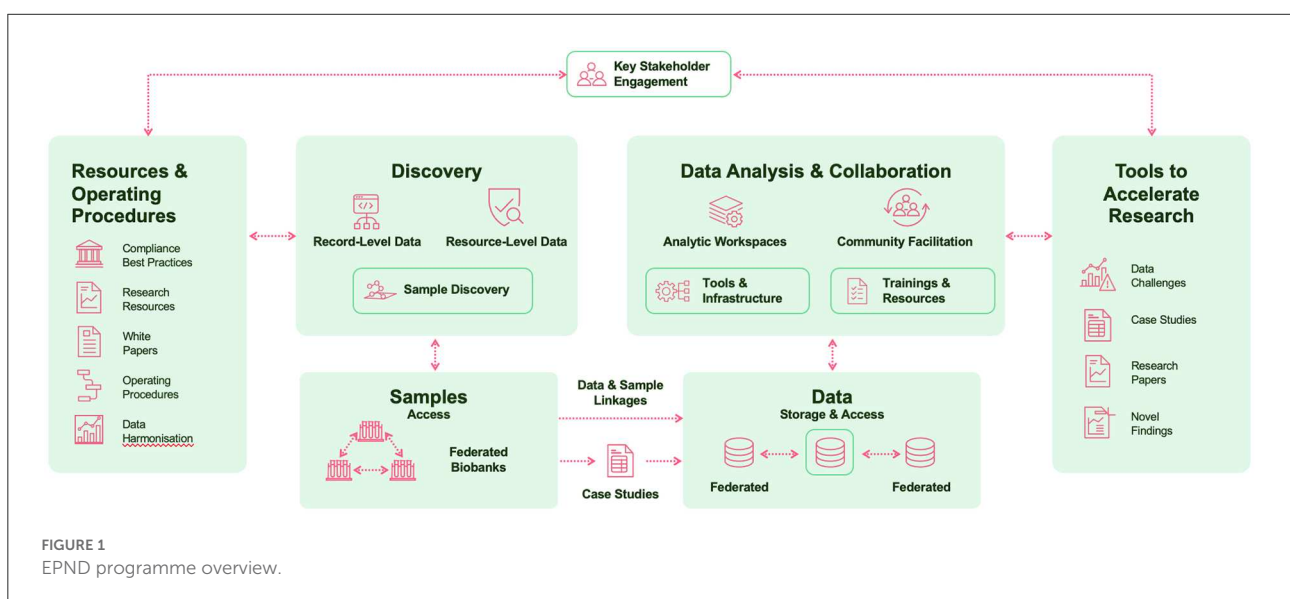 Key Stakeholder
Engagement
Resources &
Operating
Procedures
Compliance
Best Practices
Research
Resources
White
Papers
Operating
Procedures
Data
Harmonisation
Discovery
Record-Level Data
Resource-Level Data
Sample Discovery
Data Analysis & Collaboration
Analytic Workspaces
Community Facilitation
Tools &
Infrastructure
Trainings &
Resources
Tools to
Accelerate
Research
Data
Challenges
Case Studies
Research
Papers
Novel
Findings
Samples
Access
Federated
Biobanks
Data & Sample
Linkages
Case Studies
Data
Storage & Access
Federated
Federated
FIGURE 1
EPND programme overview.